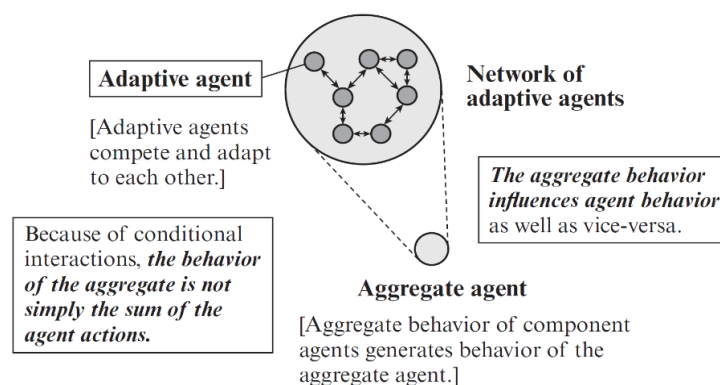 Adaptive agent
[Adaptive agents
compete and adapt
to each other.]
Network of
adaptive agents
The aggregate behavior
influences agent behavior
as well as vice-versa.
Because of conditional
interactions, the behavior
of the aggregate is not
simply the sum of the
agent actions.
Aggregate agent
[Aggregate behavior of component
agents generates behavior of the
aggregate agent.]